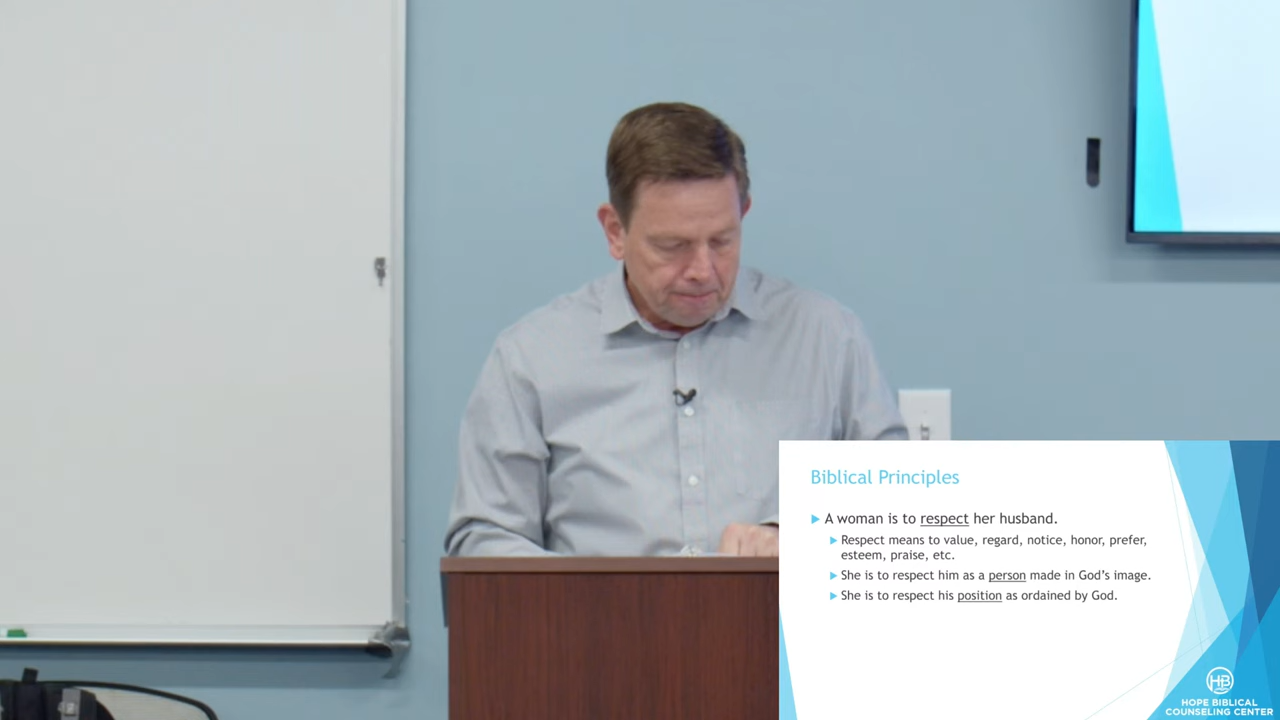 Biblical Principles
A woman is to respect her husband.
Respect means to value, regard, notice, honor, prefer,
esteem, praise, etc.
She is to respect him as a person made in God's image.
She is to respect his position as ordained by God.
HB
HOPE BIBLICAL
COUNSELING CENTER